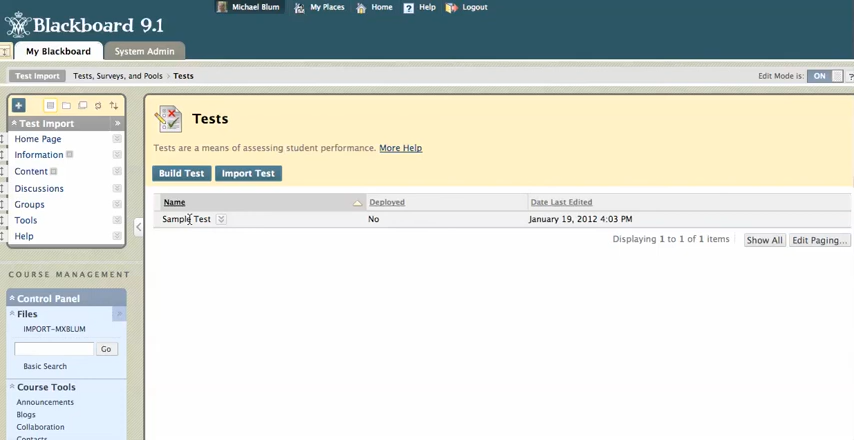 Michael Blum My Places Home ? Help Logout
Blackboard 9.1
My Blackboard System Admin
Test Import Tests, Surveys, and Pools > Tests Edit Mode is: ON ?
Test Import
Home Page
Information
Content
Discussions
Groups
Tools
Help
COURSE MANAGEMENT
Control Panel
Files
IMPORT-MXBLUM
Go
Basic Search
Course Tools
Announcements
Blogs
Collaboration
Contacts
Tests
Tests are a means of assessing student performance. More Help
Build Test Import Test
Name Deployed Date Last Edited
Sample Test No January 19, 2012 4:03 PM
Displaying 1 to 1 of 1 items Show All Edit Paging...